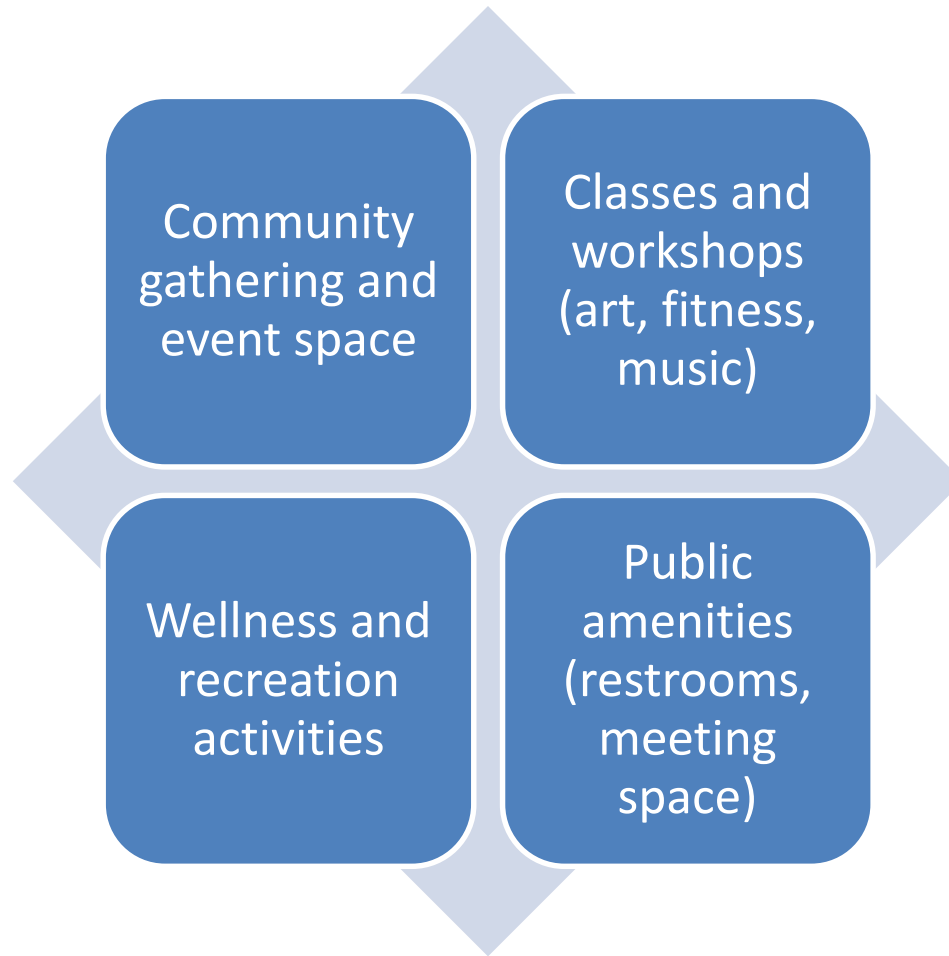 Community
gathering and
event space
Classes and
workshops
(art, fitness,
music)
Wellness and
recreation
activities
Public
amenities
(restrooms,
meeting
space)